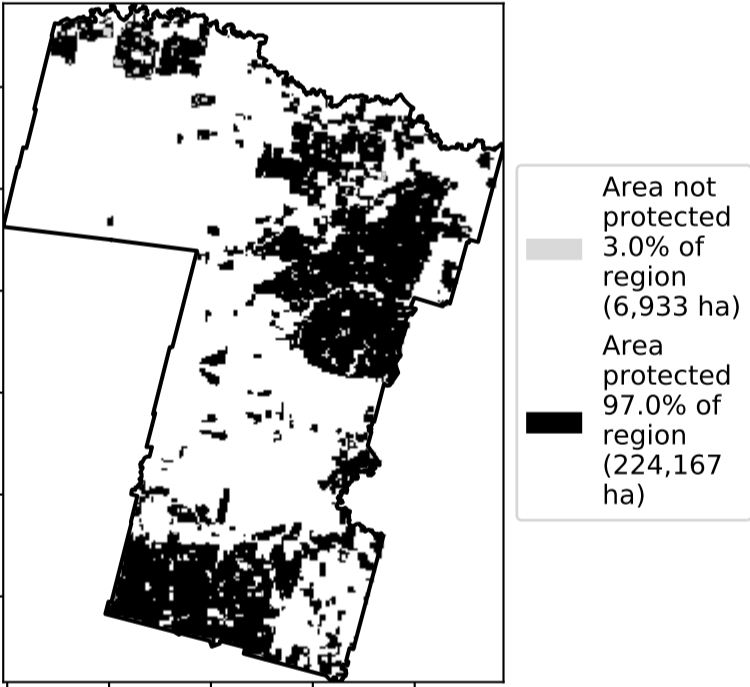 Area not
protected
3.0% of
region
(6,933 ha)
Area
protected
97.0% of
region
(224,167
ha)